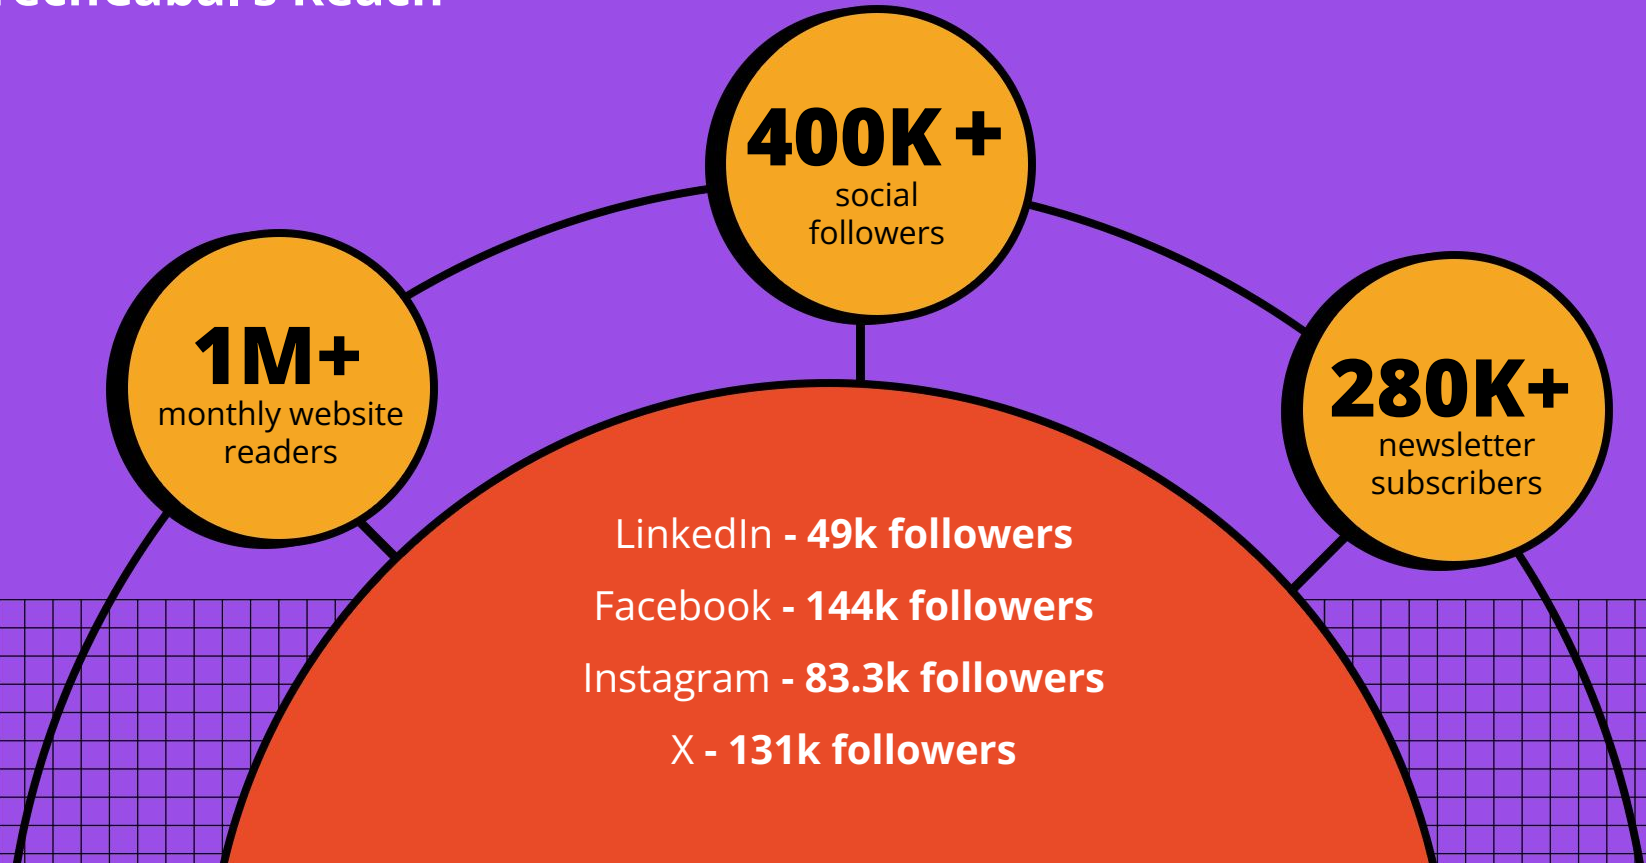 Reach
400K +
social
followers
1M+
monthly website
readers
280K+
newsletter
subscribers
LinkedIn - 49k followers
Facebook - 144k followers
Instagram - 83.3k followers
X - 131k followers